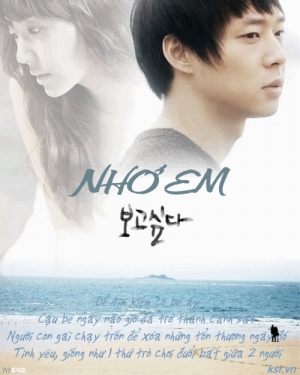 NHỚ EM
보고싶다
Để tìm kiếm cô bé ấy
Cậu bé ngày nào giờ đã trở thành cảnh sát
Người con gái chạy trốn để xóa những tổn thương ngày đó
Tình yêu, giống như 1 thư trò chơi đuổi bắt giữa 2 người
kst.vn